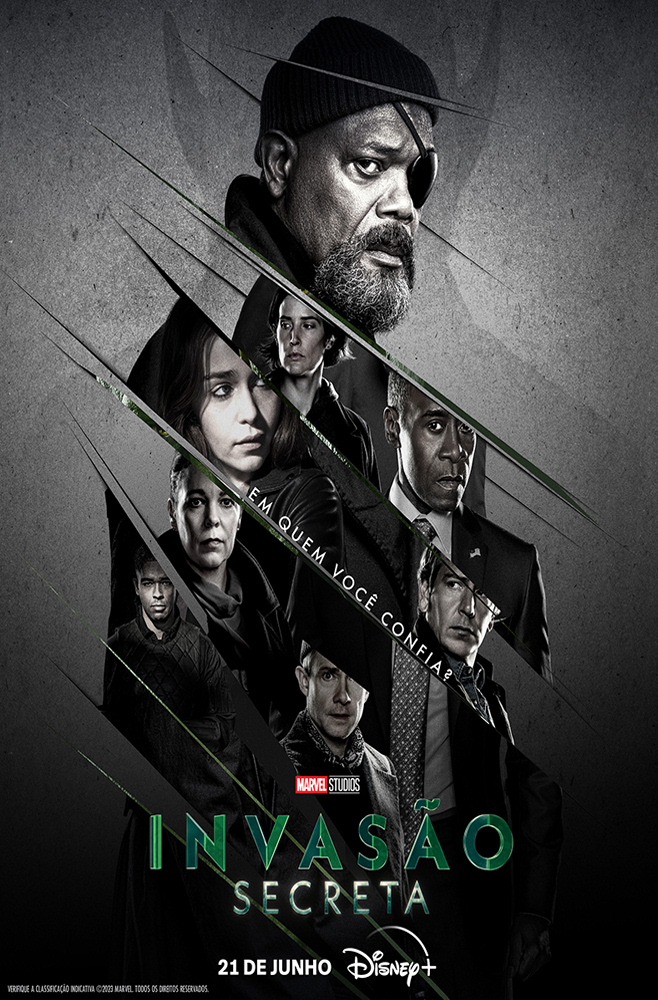 EM QUEM VOCÊ CONFIA?
MARVEL STUDIOS
INVASÃO
SECRETA
21 DE JUNHO Disney+
VERIFIQUE A CLASSIFICAÇÃO INDICATIVA ©2023 MARVEL. TODOS OS DIREITOS RESERVADOS.